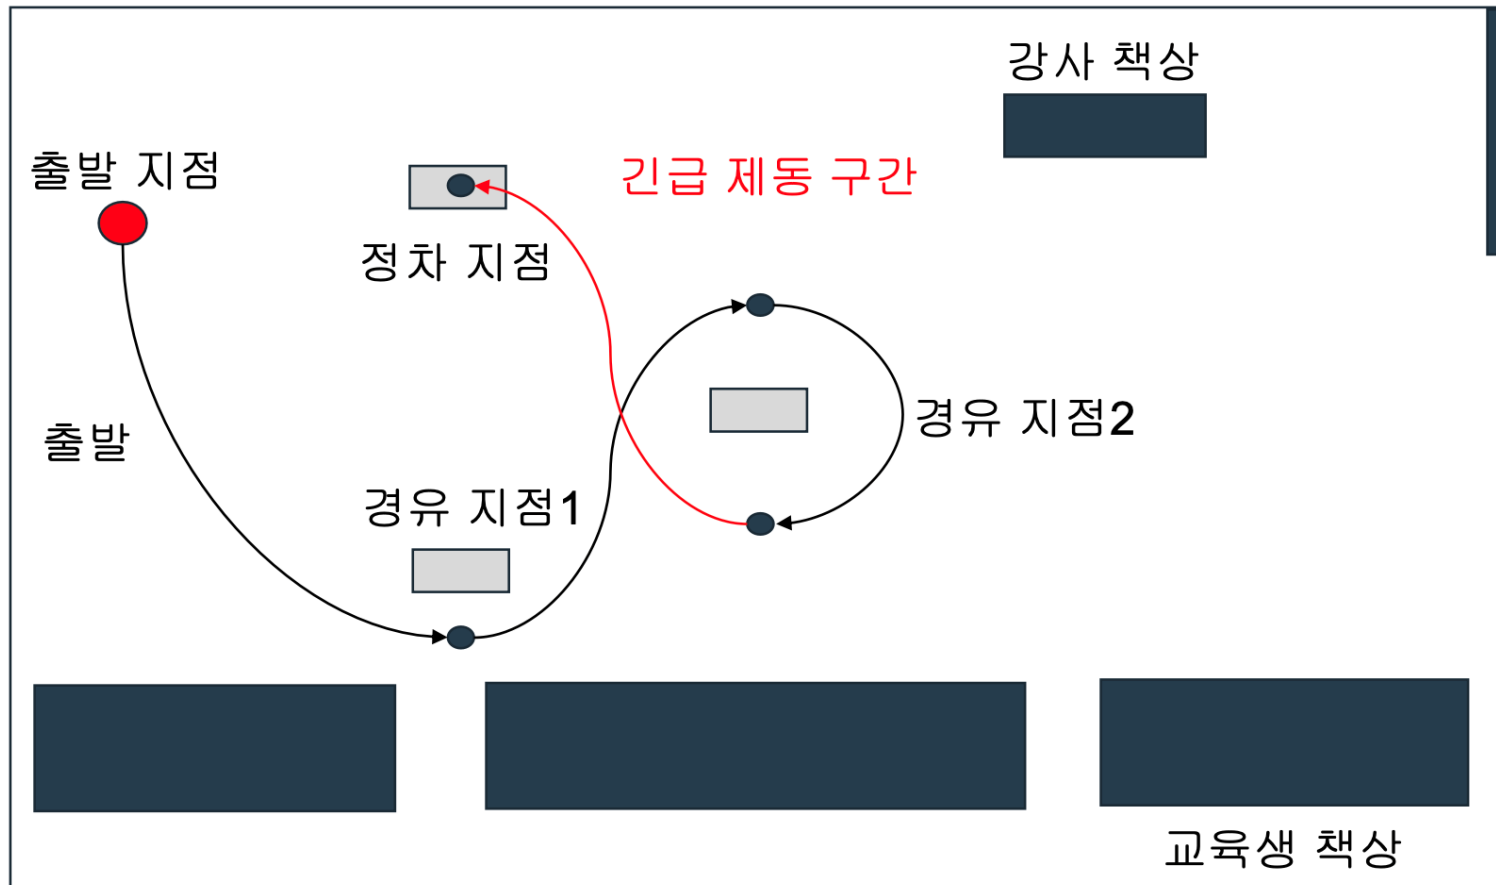 강사 책상
출발 지점
긴급 제동 구간
정차 지점
경유 지점2
출발
경유 지점1
교육생 책상